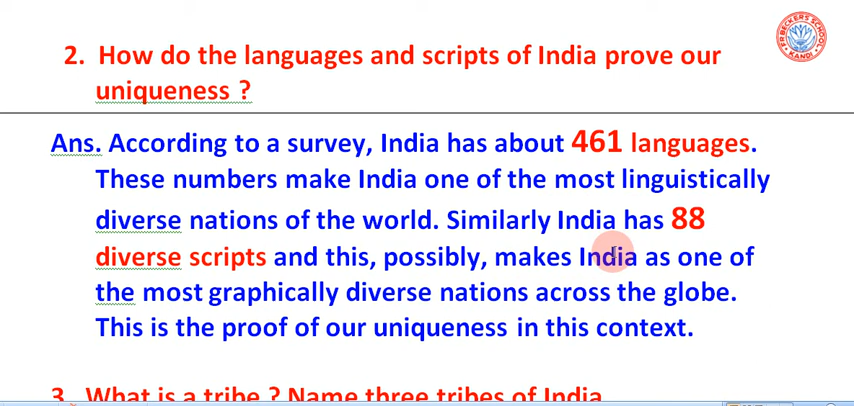 2. How do the languages and scripts of India prove our
uniqueness ?
Ans. According to a survey, India has about 461 languages.
These numbers make India one of the most linguistically
diverse nations of the world. Similarly India has 88
diverse scripts and this, possibly, makes India as one of
the most graphically diverse nations across the globe.
This is the proof of our uniqueness in this context.
3. What is a tribe ? Name three tribes of India